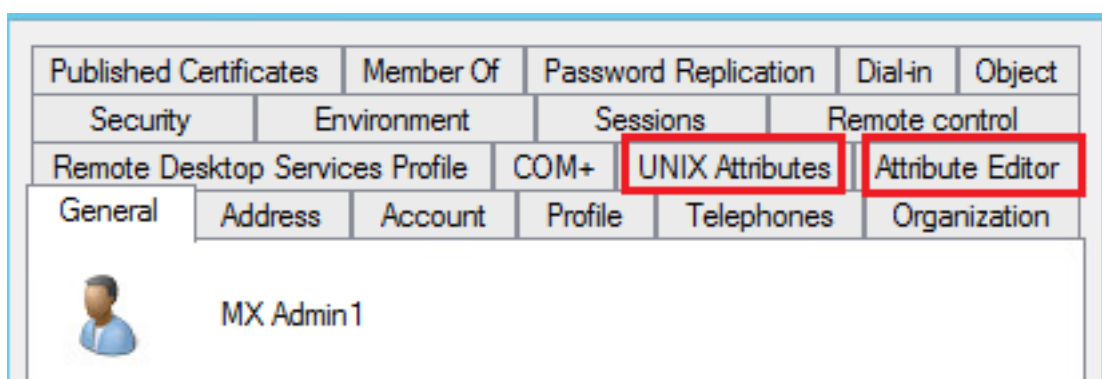 Published Certificates Member Of Password Replication Dial-in Object
Security Environment Sessions Remote control
Remote Desktop Services Profile COM+ UNIX Attributes Attribute Editor
General Address Account Profile Telephones Organization
MX Admin1